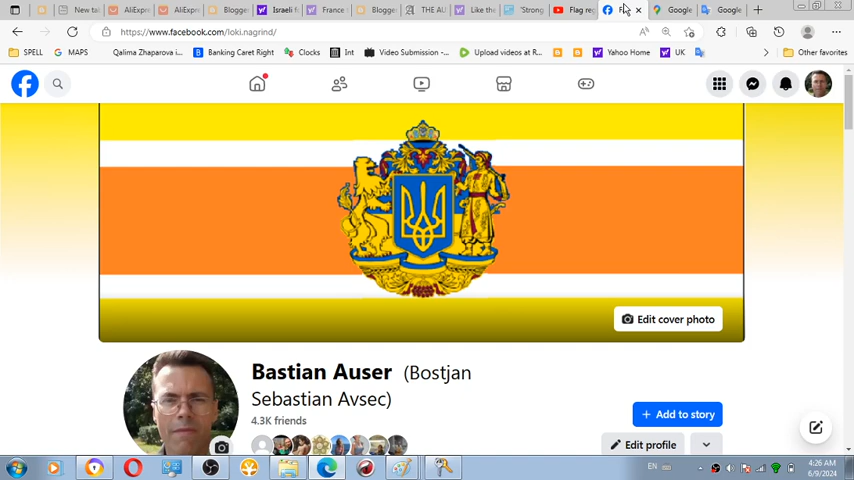 New tal
AliExpre
AliExpre
Blogger
Israeli f
France
Blogger
THE AU
Like the
'Strong
Flag re
F
Google
Google
https://www.facebook.com/loki.nagrind/
SPELL
MAPS
Qalima Zhaparova f...
Banking Caret Right
Clocks
Int
Video Submission -...
Upload videos at R...
Yahoo Home
UK
Other favorites
Edit cover photo
Bastian Auser (Bostjan
Sebastian Avsec)
4.3K friends
+ Add to story
Edit profile
EN
4:26 AM
6/9/2024